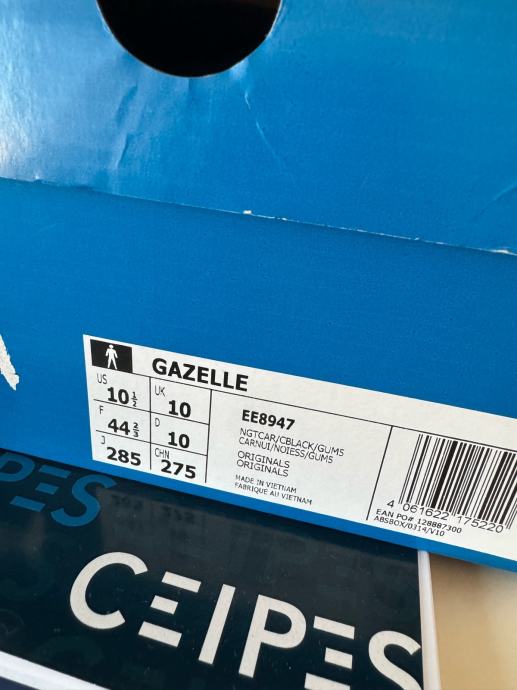 GAZELLE
US 10½ UK 10
F 44⅔ D 10
J 285 CHN 275
EE8947
NGTCAR/CBLACK/GUM5
CARNUI/NOIESS/GUM5
ORIGINALS
ORIGINALS
MADE IN VIETNAM
FABRIQUE AU VIETNAM
4 061622 175220
EAN PO# 128887300
ABSBOX/0314/V10
CEIPES